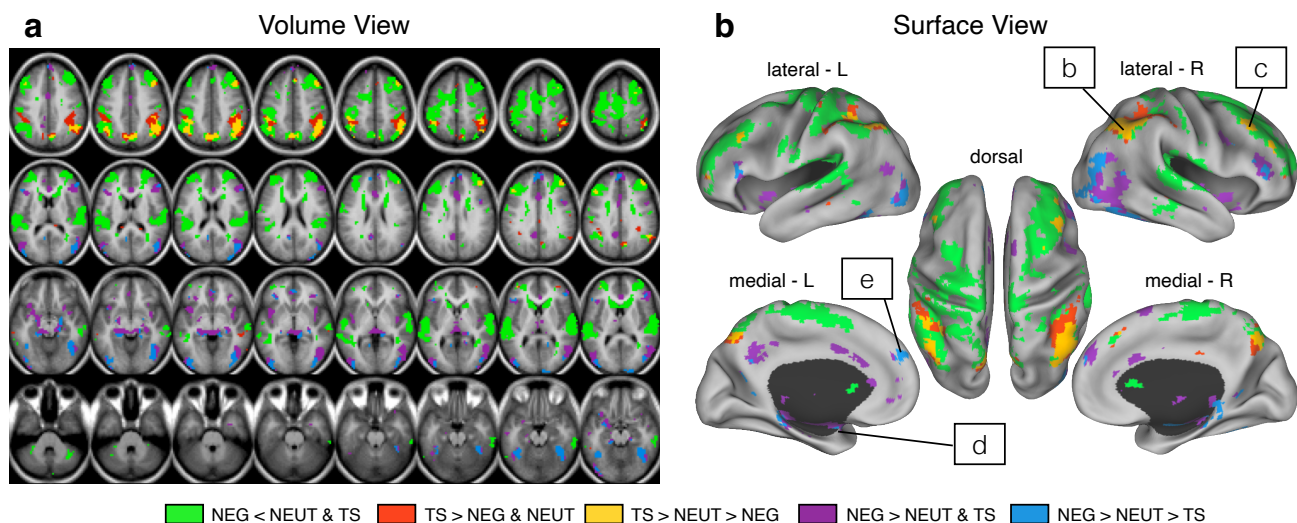 a Volume View
b Surface View
lateral - L
b
lateral - R
c
dorsal
medial - L
e
medial - R
d
NEG < NEUT & TS
TS > NEG & NEUT
TS > NEUT > NEG
NEG > NEUT & TS
NEG > NEUT > TS